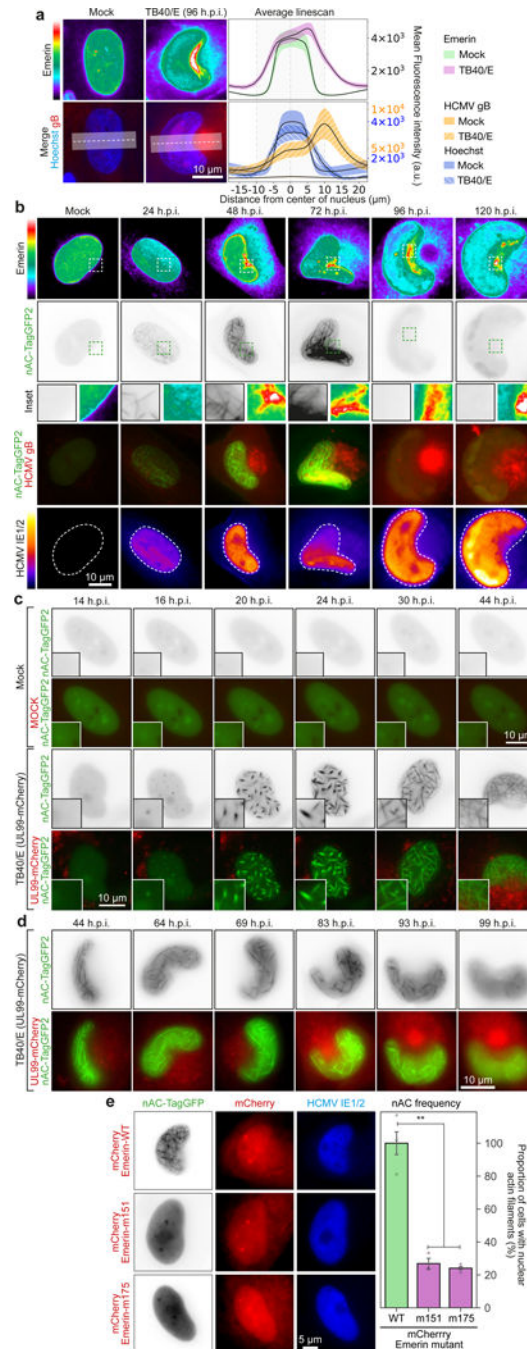 a
Mock
TB40/E (96 h.p.i.)
Average linescan
Emerin
4×10³
2×10³
Mean Fluorescence intensity (a.u.)
Emerin
Mock
TB40/E
Merge
Hoechst gB
10 µm
1×10⁴
4×10³
5×10³
2×10³
HCMV gB
Mock
TB40/E
Hoechst
Mock
TB40/E
-15 -10 -5 0 5 10 15 20
Distance from center of nucleus (µm)
b
Mock
24 h.p.i.
48 h.p.i.
72 h.p.i.
96 h.p.i.
120 h.p.i.
Emerin
nAC-TagGFP2
Inset
nAC-TagGFP2
HCMV gB
HCMV IE1/2
10 µm
c
14 h.p.i.
16 h.p.i.
20 h.p.i.
24 h.p.i.
30 h.p.i.
44 h.p.i.
Mock
nAC-TagGFP2
MOCK
nAC-TagGFP2
10 µm
TB40/E (UL99-mCherry)
nAC-TagGFP2
UL99-mCherry
nAC-TagGFP2
10 µm
d
44 h.p.i.
64 h.p.i.
69 h.p.i.
83 h.p.i.
93 h.p.i.
99 h.p.i.
TB40/E (UL99-mCherry)
nAC-TagGFP2
UL99-mCherry
nAC-TagGFP2
10 µm
e
nAC-TagGFP
mCherry
HCMV IE1/2
nAC frequency
mCherry
Emerin-WT
mCherry
Emerin-m151
mCherry
Emerin-m175
5 µm
**
100
80
60
40
20
0
Proportion of cells with nuclear
actin filaments (%)
WT
m151
m175
mCherrry
Emerin mutant